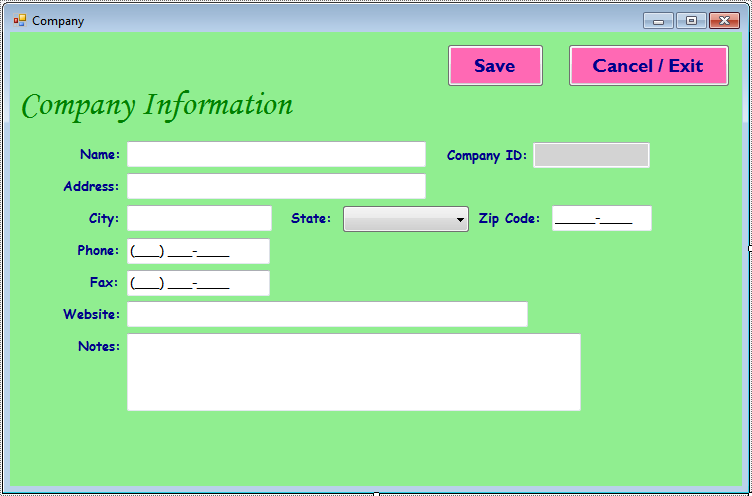 Company
Save Cancel / Exit
Company Information
Name: Company ID:
Address:
City: State: Zip Code: _____-____
Phone: (___) ___-____
Fax: (___) ___-____
Website:
Notes: